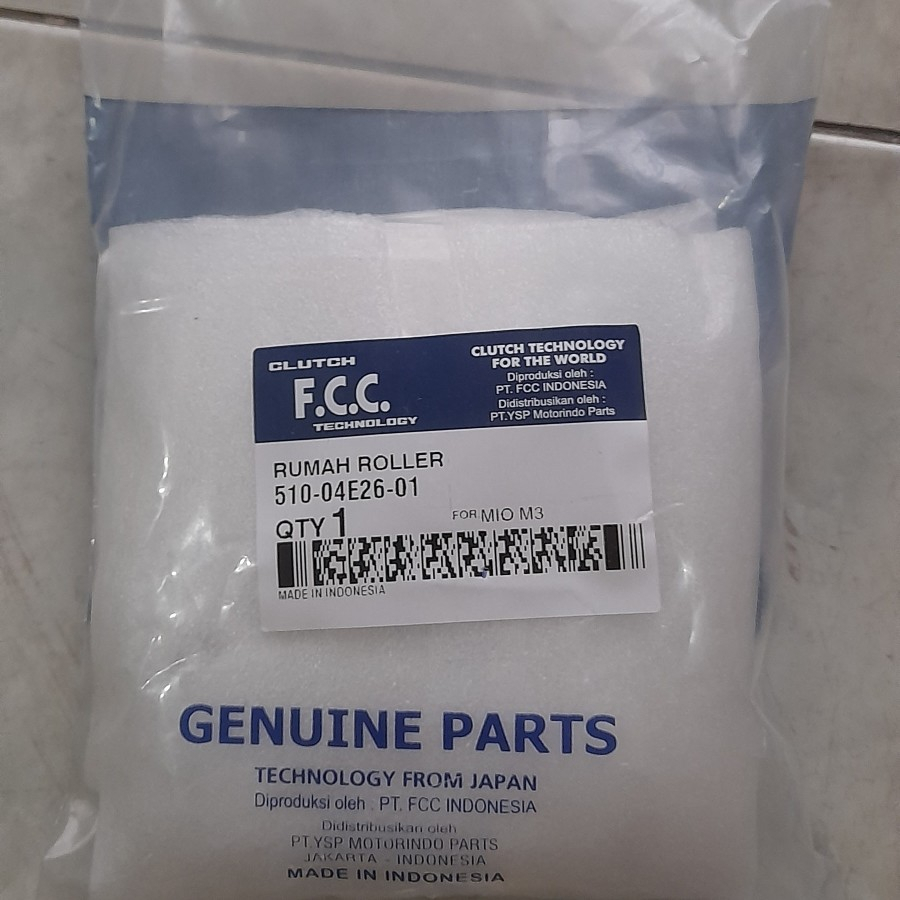 CLUTCH
F.C.C.
TECHNOLOGY
CLUTCH TECHNOLOGY
FOR THE WORLD
Diproduksi oleh :
PT. FCC INDONESIA
Didistribusikan oleh :
PT.YSP Motorindo Parts
RUMAH ROLLER
510-04E26-01
QTY 1
FOR MIO M3
MADE IN INDONESIA
GENUINE PARTS
TECHNOLOGY FROM JAPAN
Diproduksi oleh : PT. FCC INDONESIA
Didistribusikan oleh
PT.YSP MOTORINDO PARTS
JAKARTA - INDONESIA
MADE IN INDONESIA